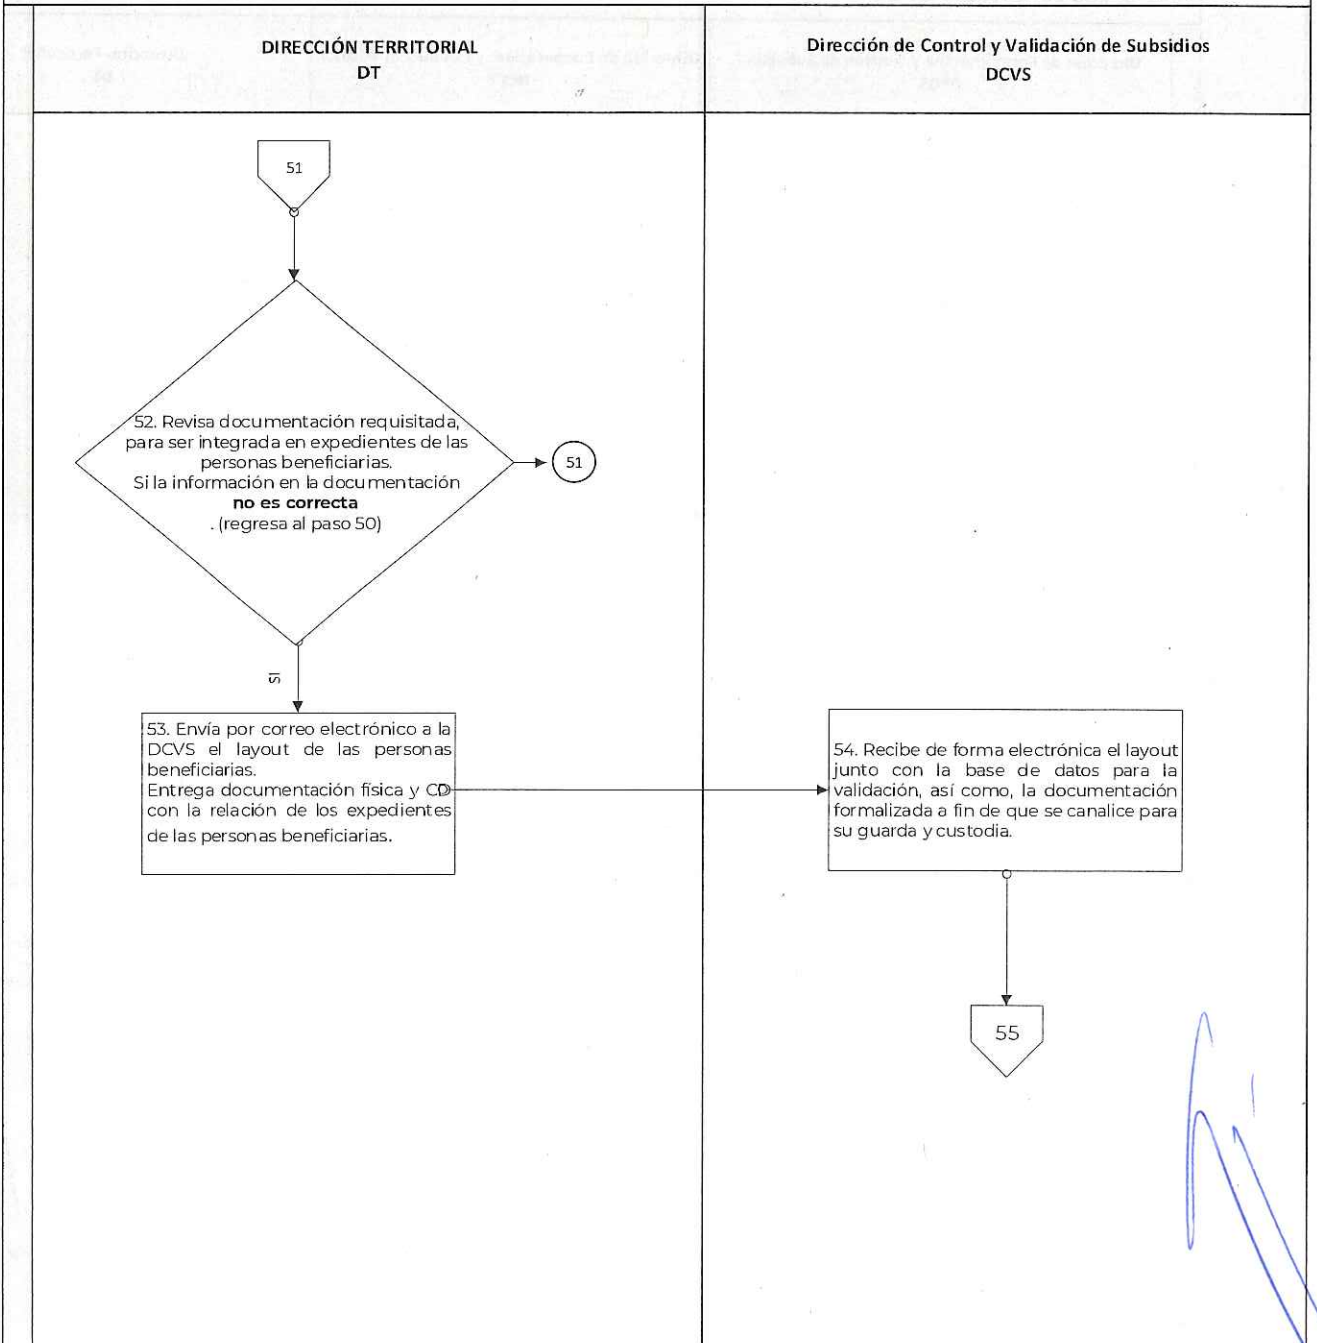 DIRECCIÓN TERRITORIAL
DT
Dirección de Control y Validación de Subsidios
DCVS
51
52. Revisa documentación requisitada,
para ser integrada en expedientes de las
personas beneficiarias.
Si la información en la documentación
no es correcta
. (regresa al paso 50)
51
SI
53. Envía por correo electrónico a la
DCVS el layout de las personas
beneficiarias.
Entrega documentación física y CD
con la relación de los expedientes
de las personas beneficiarias.
54. Recibe de forma electrónica el layout
junto con la base de datos para la
validación, así como, la documentación
formalizada a fin de que se canalice para
su guarda y custodia.
55